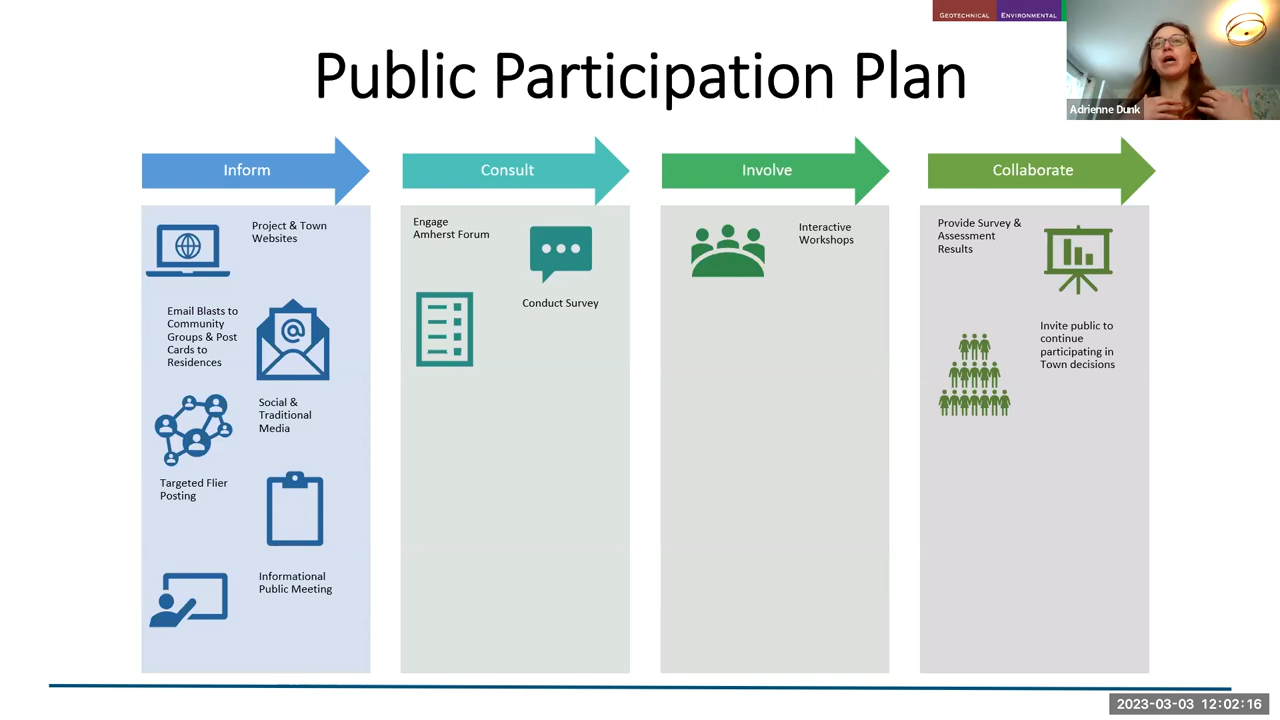 GEOTECHNICAL ENVIRONMENTAL
Adrienne Dunk
Public Participation Plan
Inform
Project & Town
Websites
Email Blasts to
Community
Groups & Post
Cards to
Residences
@
Social &
Traditional
Media
Targeted Flier
Posting
Informational
Public Meeting
Consult
Engage
Amherst Forum
Conduct Survey
Involve
Interactive
Workshops
Collaborate
Provide Survey &
Assessment
Results
Invite public to
continue
participating in
Town decisions
2023-03-03 12:02:16